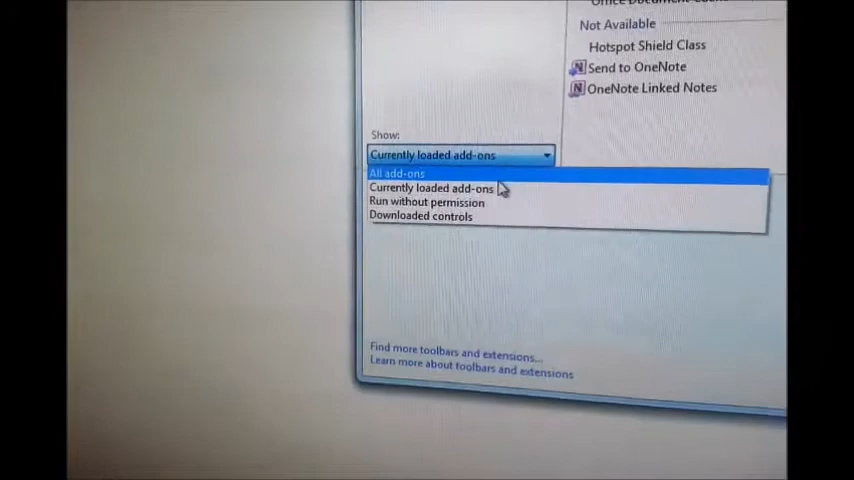 Not Available
Hotspot Shield Class
Send to OneNote
OneNote Linked Notes
Show:
Currently loaded add-ons
All add-ons
Currently loaded add-ons
Run without permission
Downloaded controls
Find more toolbars and extensions...
Learn more about toolbars and extensions